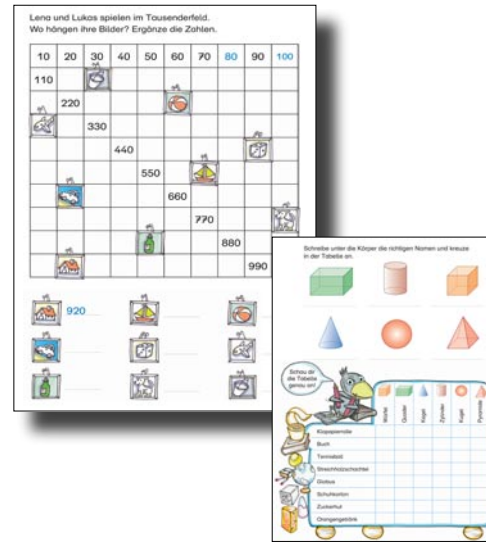 Lena und Lukas spielen im Tausenderfeld.
Wo hängen ihre Bilder? Ergänze die Zahlen.
10 20 30 40 50 60 70 80 90 100
110
220
330
440
550
660
770
880
990
920
Schreibe unter die Körper die richtigen Namen und kreuze
in der Tabelle an.
Schau dir
die Tabelle
genau an!
Würfel Quader Kegel Zylinder Kugel Pyramide
Klopapierrolle
Buch
Tennisball
Streichholzschachtel
Globus
Schuhkarton
Zuckerhut
Orangengetränk